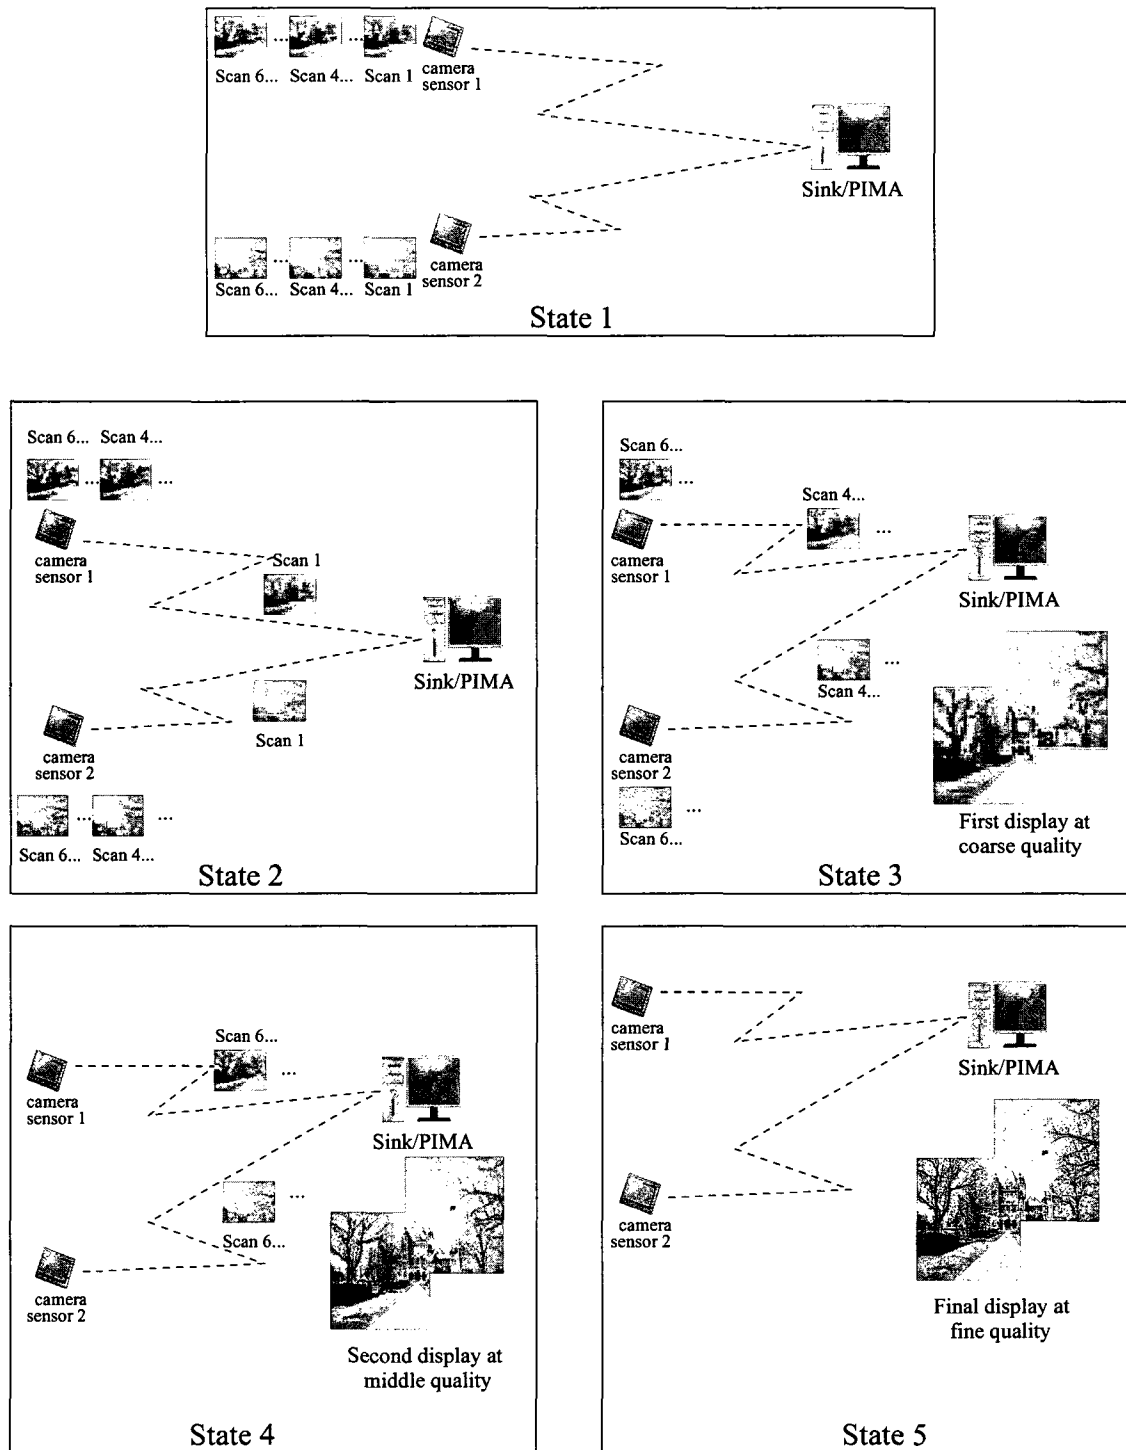 Scan 6... Scan 4... Scan 1
camera
sensor 1
Sink/PIMA
camera
sensor 2
Scan 6... Scan 4... Scan 1
State 1
Scan 6... Scan 4...
...
camera
sensor 1
Scan 1
Sink/PIMA
Scan 1
camera
sensor 2
...
Scan 6... Scan 4...
State 2
Scan 6...
...
Scan 4...
...
camera
sensor 1
Sink/PIMA
...
Scan 4...
camera
sensor 2
...
Scan 6...
First display at
coarse quality
State 3
Scan 6...
...
camera
sensor 1
Sink/PIMA
...
Scan 6...
camera
sensor 2
Second display at
middle quality
State 4
camera
sensor 1
Sink/PIMA
camera
sensor 2
Final display at
fine quality
State 5